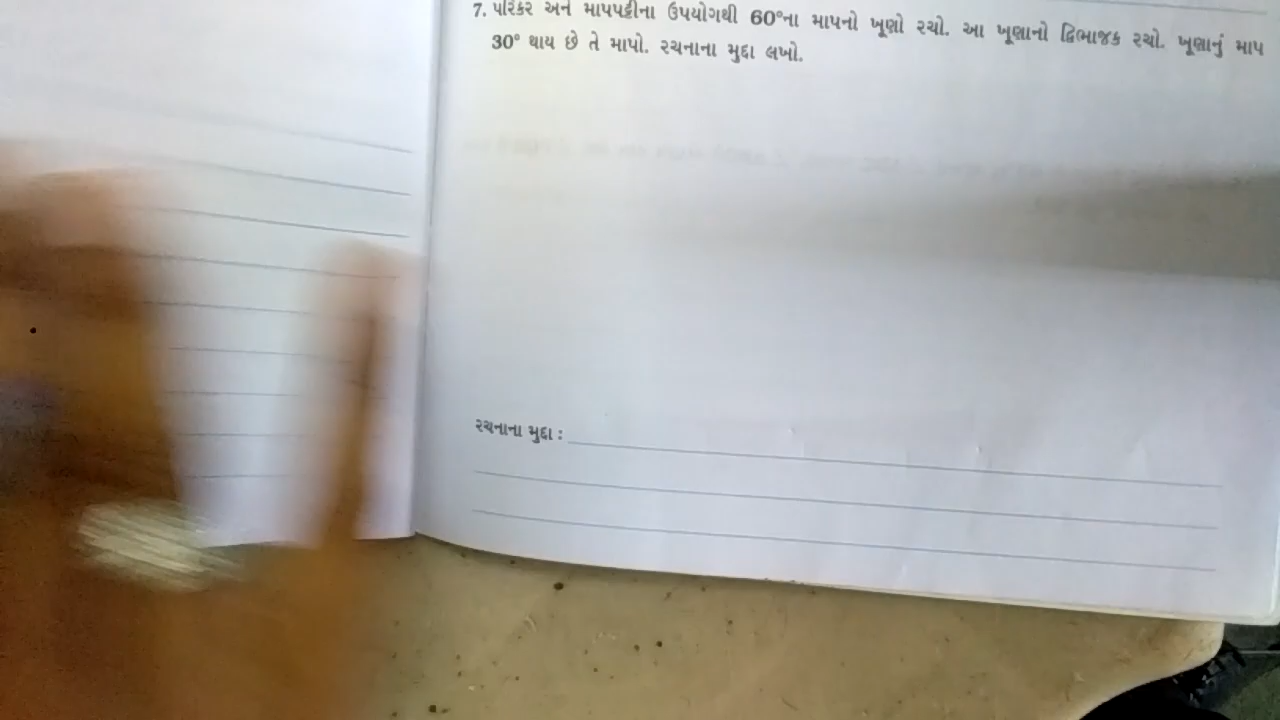 7. પરિકર અને માપપટ્ટીના ઉપયોગથી 60°ના માપનો ખૂણો રચો. આ ખૂણાનો દ્વિભાજક રચો. ખૂણાનું માપ
30° થાય છે તે માપો. રચનાના મુદ્દા લખો.
રચનાના મુદ્દા :